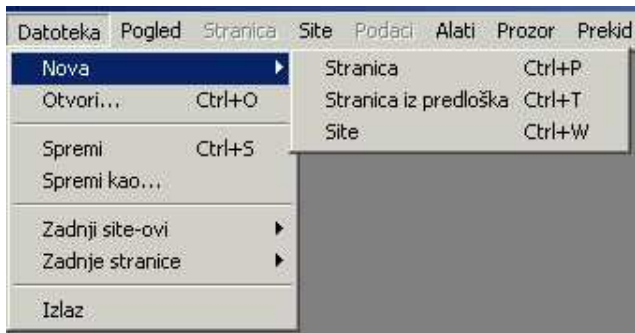 Datoteka Pogled Stranica Site Podaci Alati Prozor Prekid
Nova
Otvori... Ctrl+O
Spremi Ctrl+S
Spremi kao...
Zadnji site-ovi
Zadnje stranice
Izlaz
Stranica Ctrl+P
Stranica iz predloška Ctrl+T
Site Ctrl+W